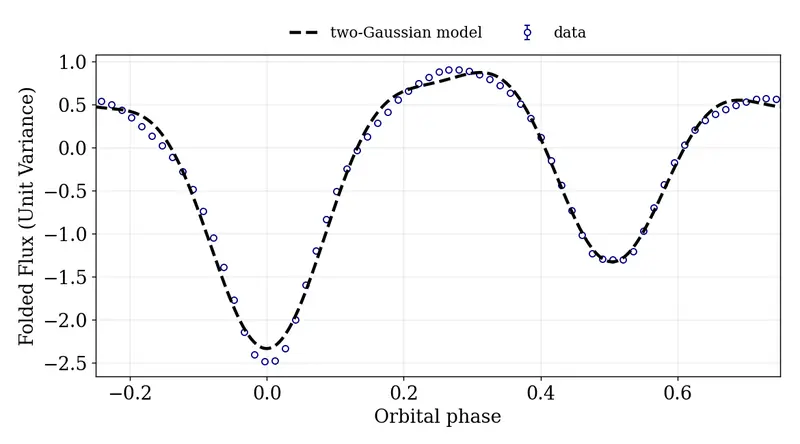 two-Gaussian model data
1.0
0.5
0.0
−0.5
−1.0
−1.5
−2.0
−2.5
Folded Flux (Unit Variance)
−0.2 0.0 0.2 0.4 0.6
Orbital phase